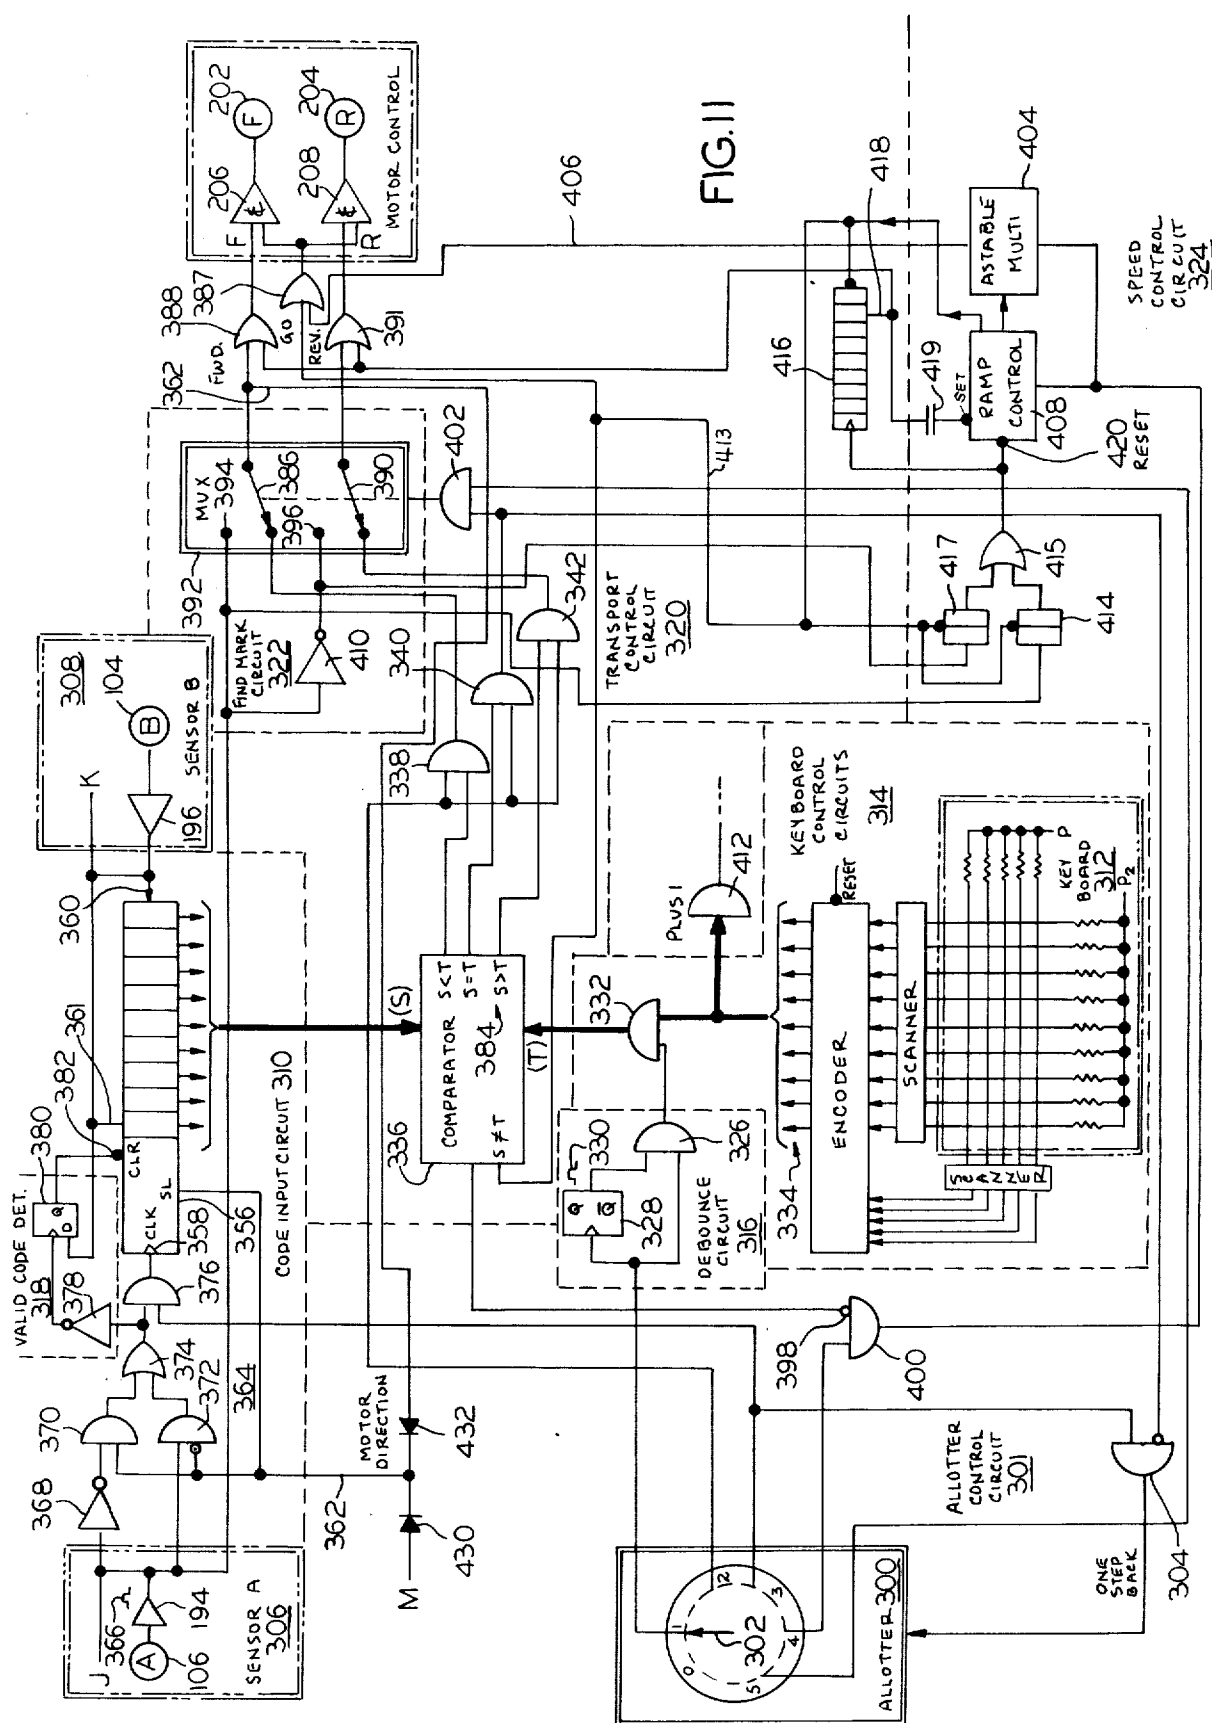 FIG. 11
VALID CODE DET.
318
378
380
382
361
360
Q
D
CLR
CLK
SL
358
356
376
374
372
370
368
364
CODE INPUT CIRCUIT 310
J
366
A
106
194
SENSOR A
306
K
308
104
B
SENSOR B
196
362
MOTOR DIRECTION
M
430
432
(S)
336
COMPARATOR
S<T
S=T
S>T
384
S≠T
(T)
332
338
340
342
FIND MARK CIRCUIT
322
410
392
MUX
394
386
396
390
402
362
FWD.
388
GO
387
REV.
391
F
206
F
202
R
208
R
204
MOTOR CONTROL
TRANSPORT CONTROL CIRCUIT
320
406
413
416
418
419
SET
RAMP CONTROL
408
420
RESET
ASTABLE MULTI
404
SPEED CONTROL CIRCUIT
324
417
415
414
PLUS 1
412
KEYBOARD CONTROL CIRCUITS
314
RESET
330
Q
Q̅
328
326
DEBOUNCE CIRCUIT
316
334
ENCODER
SCANNER
SCANNER
P
KEY BOARD
312
P2
398
400
ALLOTTER CONTROL CIRCUIT
301
304
ONE STEP BACK
ALLOTTER 300
302
0
1
2
3
4
5